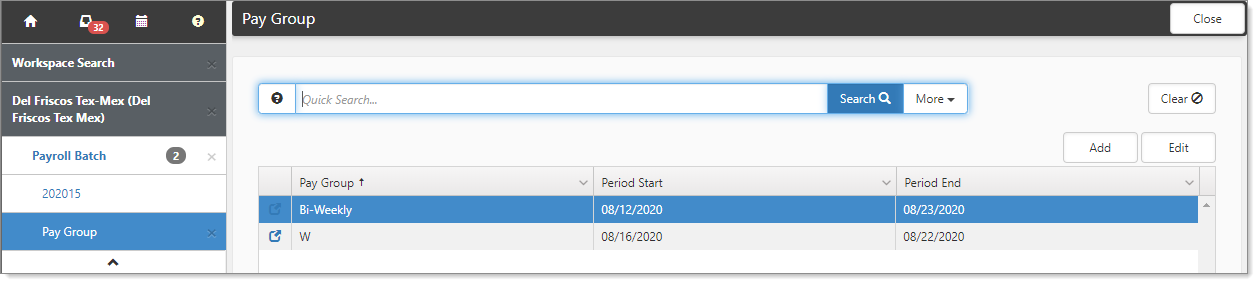 32
Pay Group
Close
Workspace Search
Del Friscos Tex-Mex (Del
Friscos Tex Mex)
Payroll Batch 2
202015
Pay Group
Quick Search...
Search
More
Clear
Add
Edit
Pay Group Period Start Period End
Bi-Weekly 08/12/2020 08/23/2020
W 08/16/2020 08/22/2020